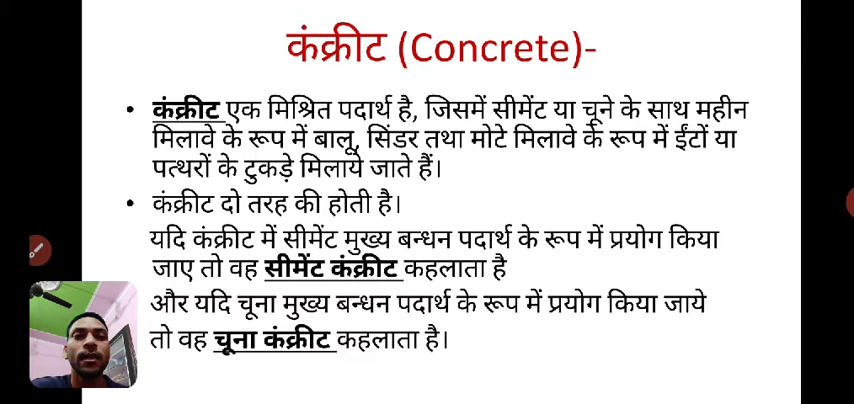 कंक्रीट (Concrete)-
• कंक्रीट एक मिश्रित पदार्थ है, जिसमें सीमेंट या चूने के साथ महीन
मिलावे के रूप में बालू, सिंडर तथा मोटे मिलावे के रूप में ईंटों या
पत्थरों के टुकड़े मिलाये जाते हैं।
• कंक्रीट दो तरह की होती है।
यदि कंक्रीट में सीमेंट मुख्य बन्धन पदार्थ के रूप में प्रयोग किया
जाए तो वह सीमेंट कंक्रीट कहलाता है
और यदि चूना मुख्य बन्धन पदार्थ के रूप में प्रयोग किया जाये
तो वह चूना कंक्रीट कहलाता है।